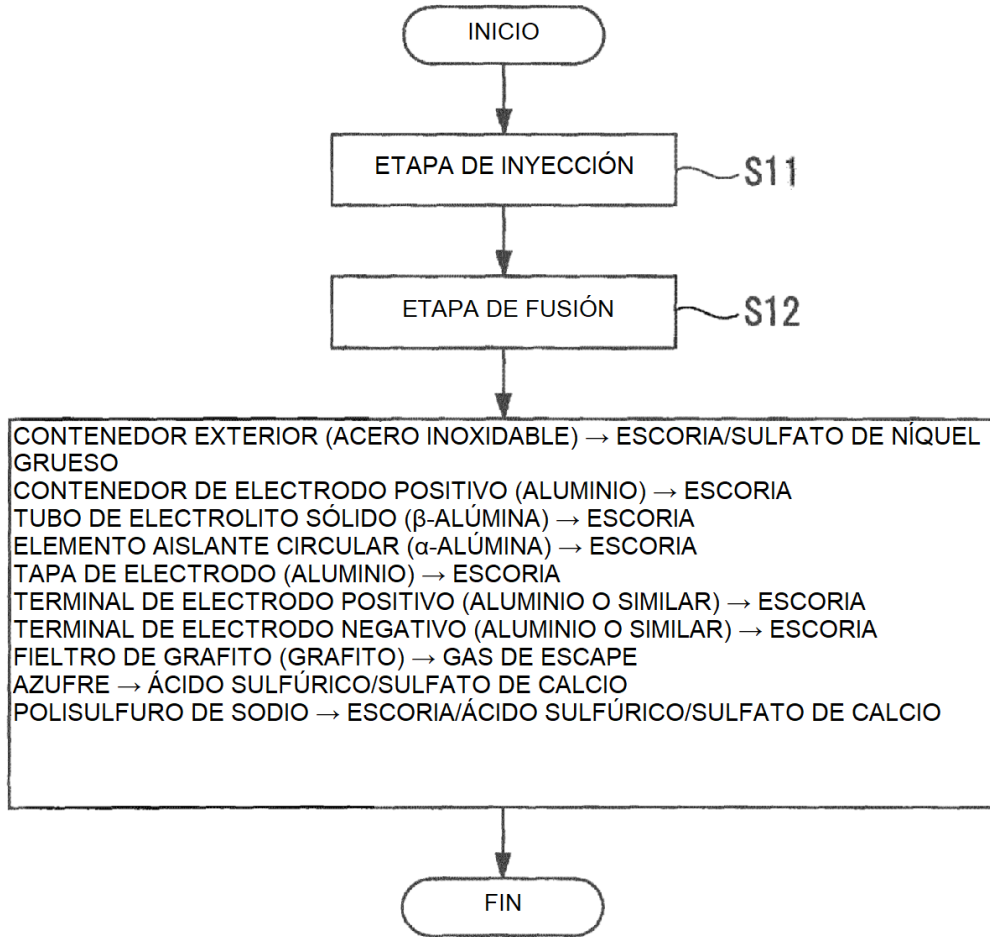 INICIO
ETAPA DE INYECCIÓN
S11
ETAPA DE FUSIÓN
S12
CONTENEDOR EXTERIOR (ACERO INOXIDABLE) → ESCORIA/SULFATO DE NÍQUEL
GRUESO
CONTENEDOR DE ELECTRODO POSITIVO (ALUMINIO) → ESCORIA
TUBO DE ELECTROLITO SÓLIDO (β-ALÚMINA) → ESCORIA
ELEMENTO AISLANTE CIRCULAR (α-ALÚMINA) → ESCORIA
TAPA DE ELECTRODO (ALUMINIO) → ESCORIA
TERMINAL DE ELECTRODO POSITIVO (ALUMINIO O SIMILAR) → ESCORIA
TERMINAL DE ELECTRODO NEGATIVO (ALUMINIO O SIMILAR) → ESCORIA
FIELTRO DE GRAFITO (GRAFITO) → GAS DE ESCAPE
AZUFRE → ÁCIDO SULFÚRICO/SULFATO DE CALCIO
POLISULFURO DE SODIO → ESCORIA/ÁCIDO SULFÚRICO/SULFATO DE CALCIO
FIN